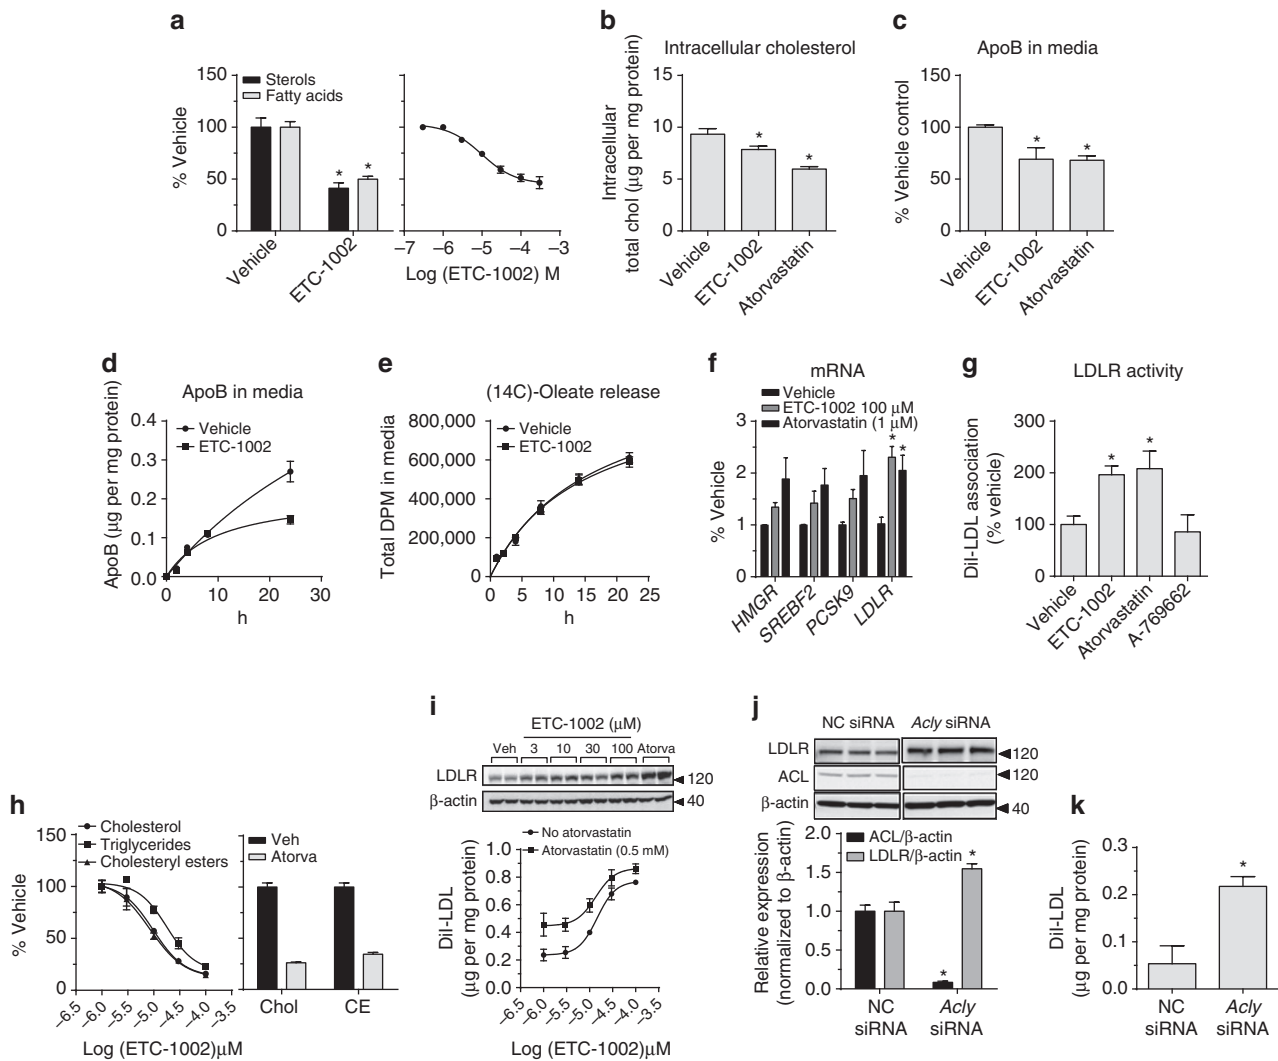 a
% Vehicle
150
100
50
0
Sterols
Fatty acids
* *
Vehicle
ETC-1002
–7 –6 –5 –4 –3
Log (ETC-1002) M
b
Intracellular cholesterol
Intracellular
total chol (µg per mg protein)
15
10
5
0
* *
Vehicle
ETC-1002
Atorvastatin
c
ApoB in media
% Vehicle control
150
100
50
0
* *
Vehicle
ETC-1002
Atorvastatin
d
ApoB in media
ApoB (µg per mg protein)
0.4
0.3
0.2
0.1
0.0
Vehicle
ETC-1002
0 10 20 30
h
e
(14C)-Oleate release
Total DPM in media
800,000
600,000
400,000
200,000
0
Vehicle
ETC-1002
0 5 10 15 20 25
h
f
mRNA
Vehicle
ETC-1002 100 µM
Atorvastatin (1 µM)
% Vehicle
3
2
1
0
* *
HMGR
SREBF2
PCSK9
LDLR
g
LDLR activity
Dil-LDL association
(% vehicle)
300
200
100
0
* *
Vehicle
ETC-1002
Atorvastatin
A-769662
h
% Vehicle
150
100
50
0
Cholesterol
Triglycerides
Cholesteryl esters
–6.5 –6.0 –5.5 –5.0 –4.5 –4.0 –3.5
Log (ETC-1002)µM
Veh
Atorva
Chol CE
i
ETC-1002 (µM)
Veh 3 10 30 100 Atorva
LDLR 120
β-actin 40
No atorvastatin
Atorvastatin (0.5 mM)
Dil-LDL
(µg per mg protein)
1.0
0.8
0.6
0.4
0.2
0.0
–6.5 –6.0 –5.5 –5.0 –4.5 –4.0 –3.5
Log (ETC-1002)µM
j
NC siRNA Acly siRNA
LDLR 120
ACL 120
β-actin 40
Relative expression
(normalized to β-actin)
2.0
1.5
1.0
0.5
0.0
ACL/β-actin
LDLR/β-actin
* *
NC
siRNA
Acly
siRNA
k
Dil-LDL
(µg per mg protein)
0.3
0.2
0.1
0.0
*
NC
siRNA
Acly
siRNA